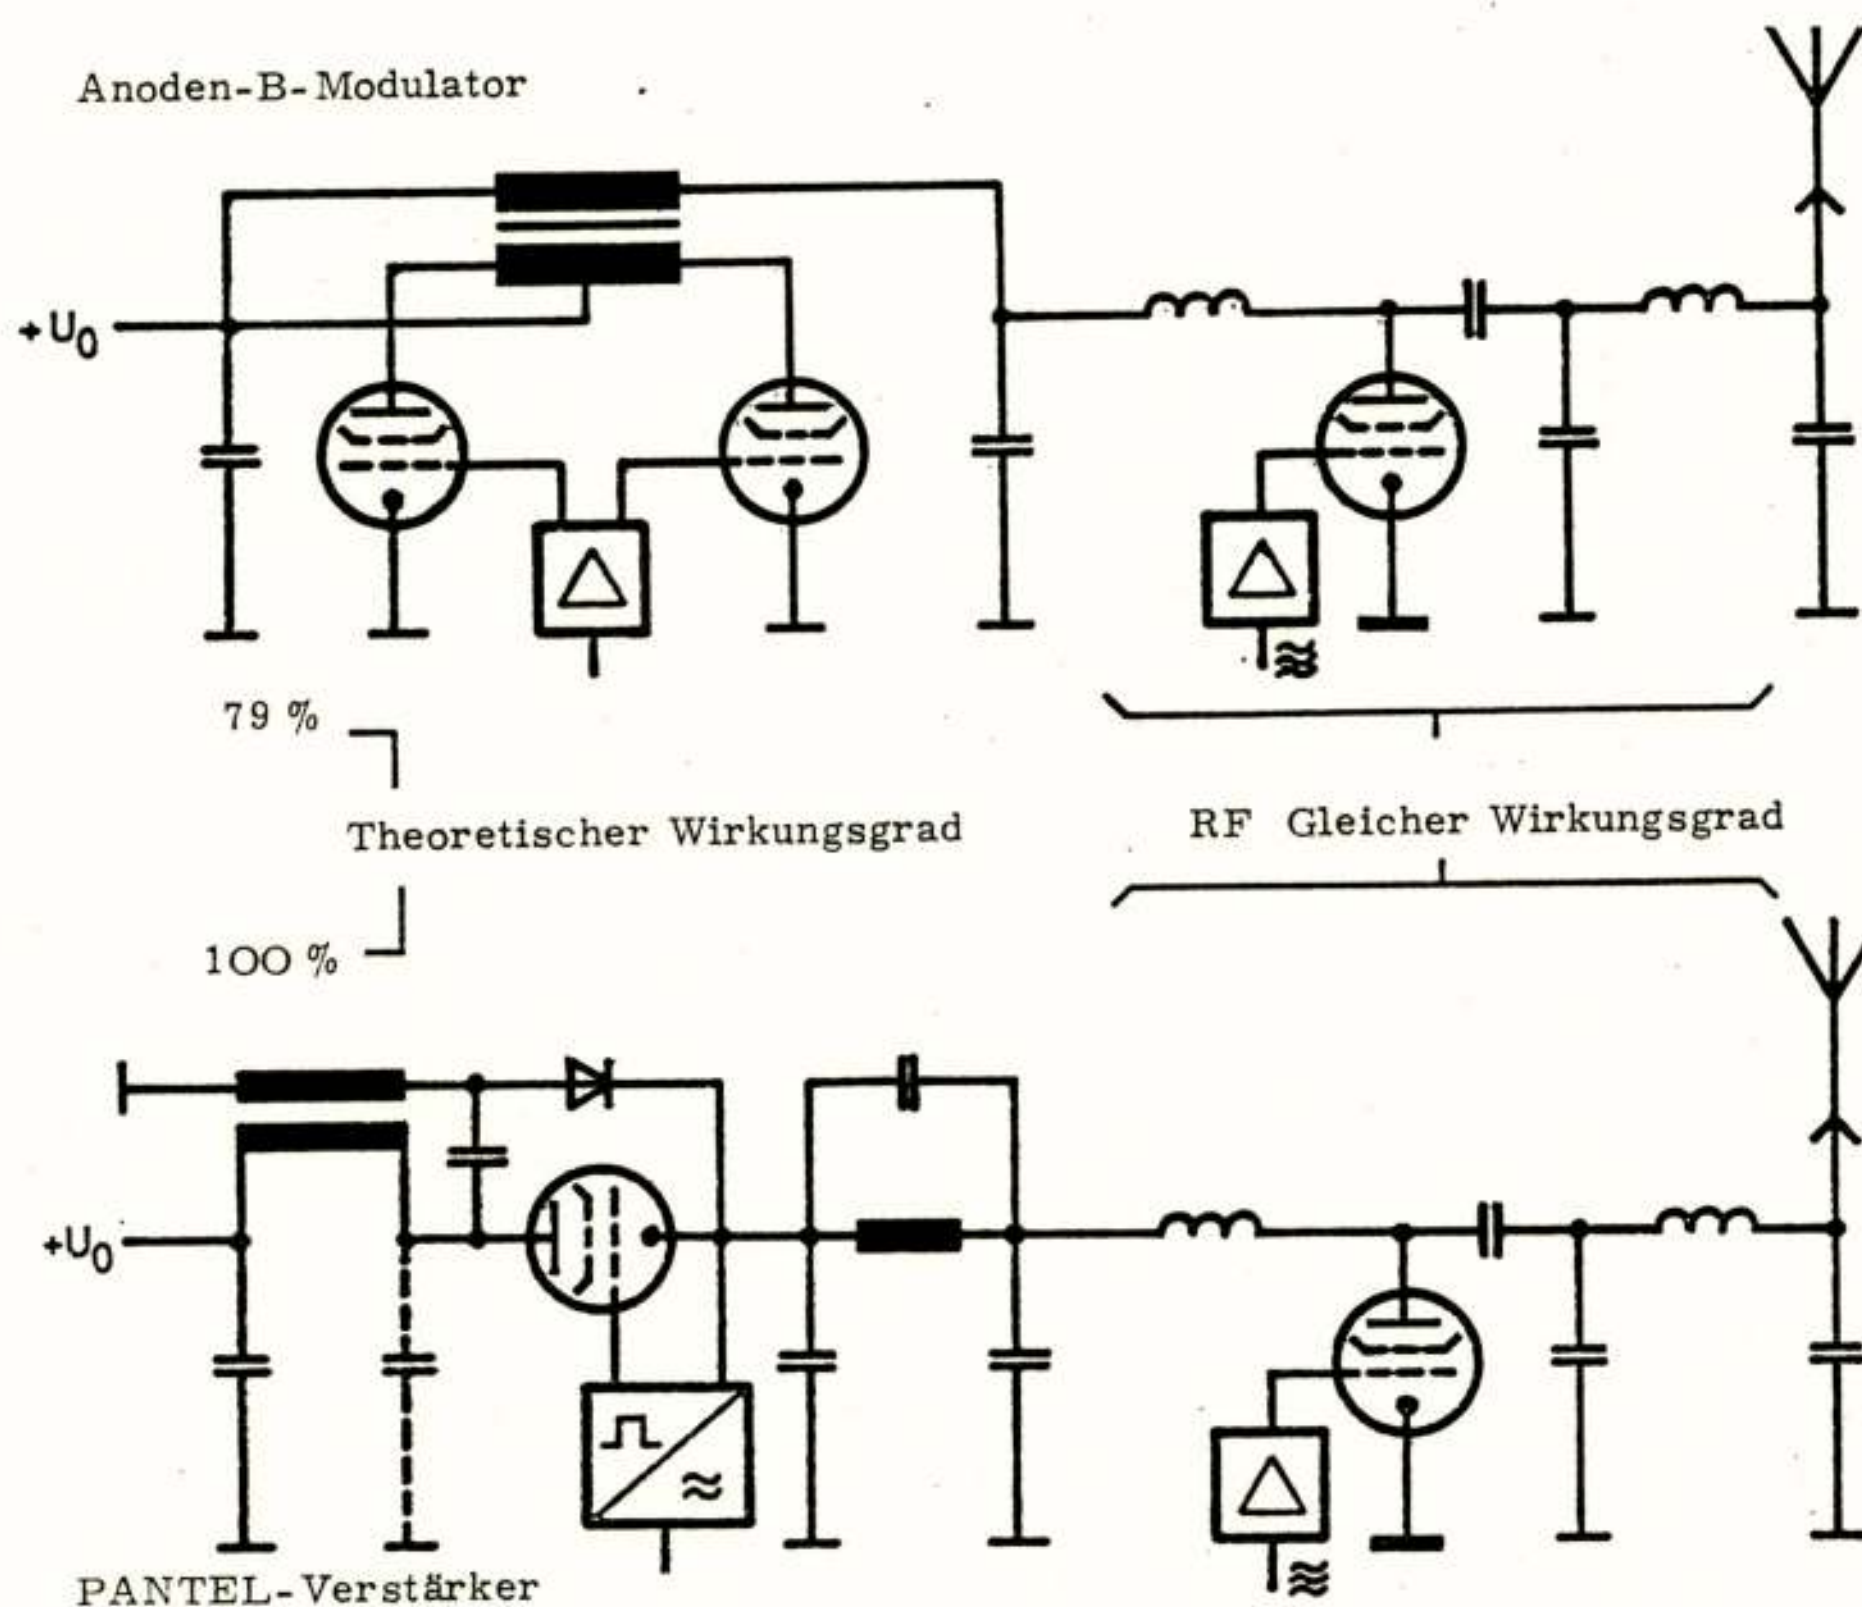 Anoden-B-Modulator
+U0
79 %
Theoretischer Wirkungsgrad
RF Gleicher Wirkungsgrad
100 %
+U0
PANTEL-Verstärker